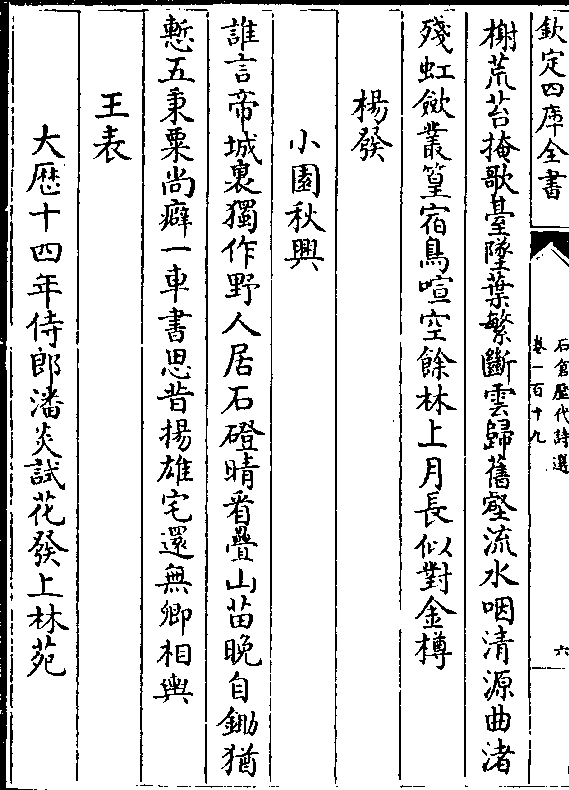 欽定四庫全書
石倉歷代詩選
卷一百十九
六
榭荒苔掩歌臺墜葉繁斷雲歸舊壑流水咽清源曲渚
殘虹斂叢篁宿鳥喧空餘林上月長似對金樽
楊發
小園秋興
誰言帝城裏獨作野人居石磴晴看疊山苗晚自鋤猶
慙五秉粟尚癖一車書思昔揚雄宅還無卿相輿
王表
大歴十四年侍郎潘炎試花發上林苑